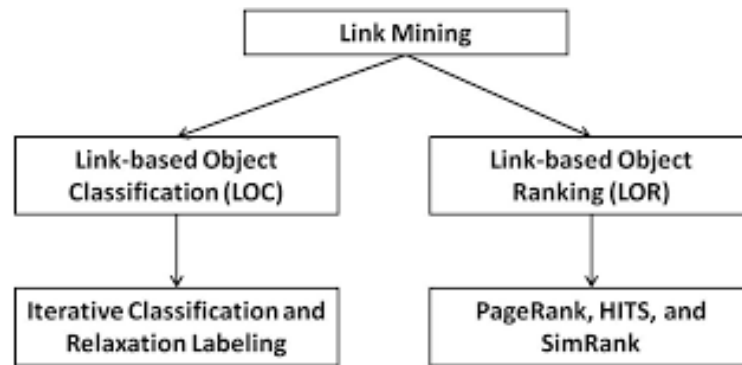 Link Mining
Link-based Object
Classification (LOC)
Link-based Object
Ranking (LOR)
Iterative Classification and
Relaxation Labeling
PageRank, HITS, and
SimRank